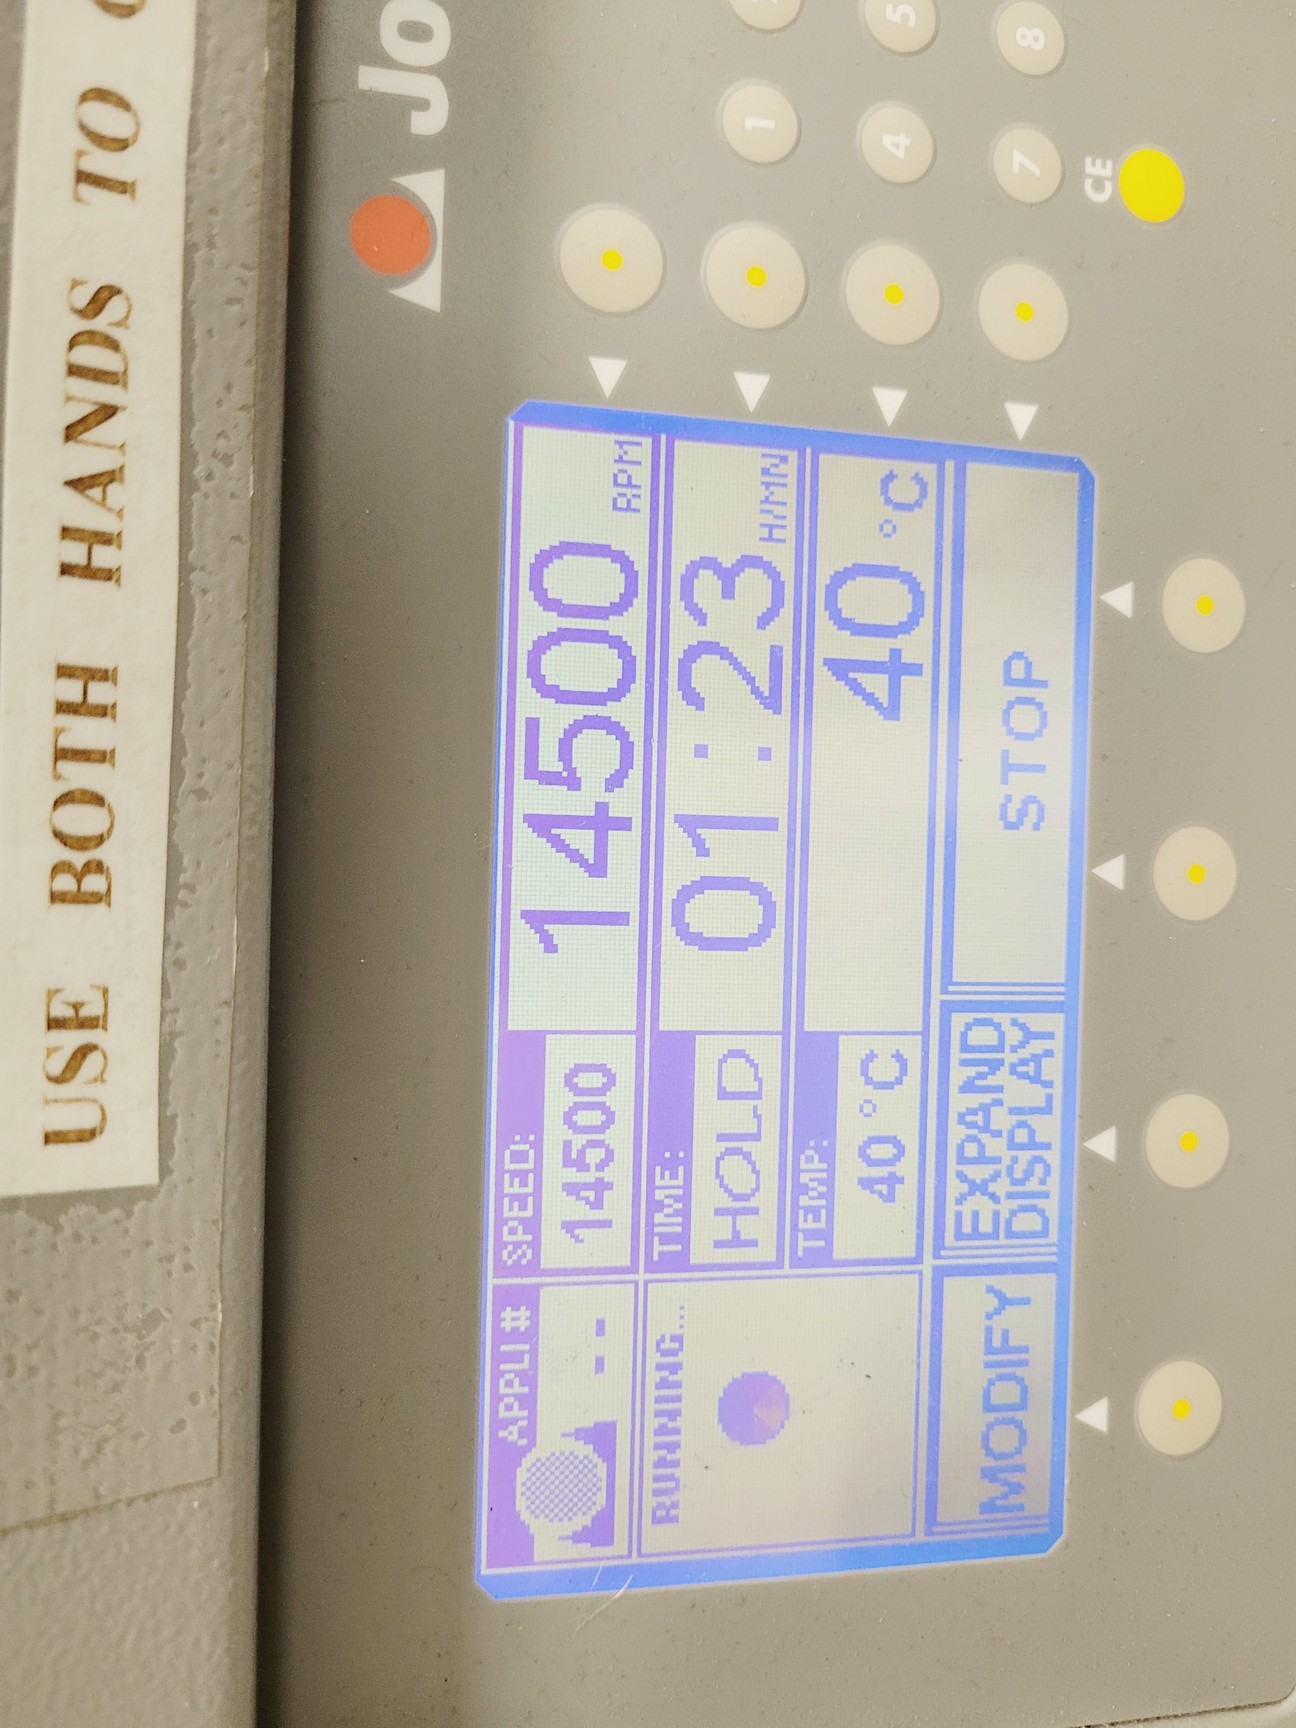 USE BOTH HANDS TO
Jo
APPLI # SPEED: 14500 14500 RPM
-- TIME: HOLD 01:23 H/MN
RUNNING... TEMP: 40 °C 40 °C
MODIFY EXPAND DISPLAY STOP
1
4 5
7 8
CE